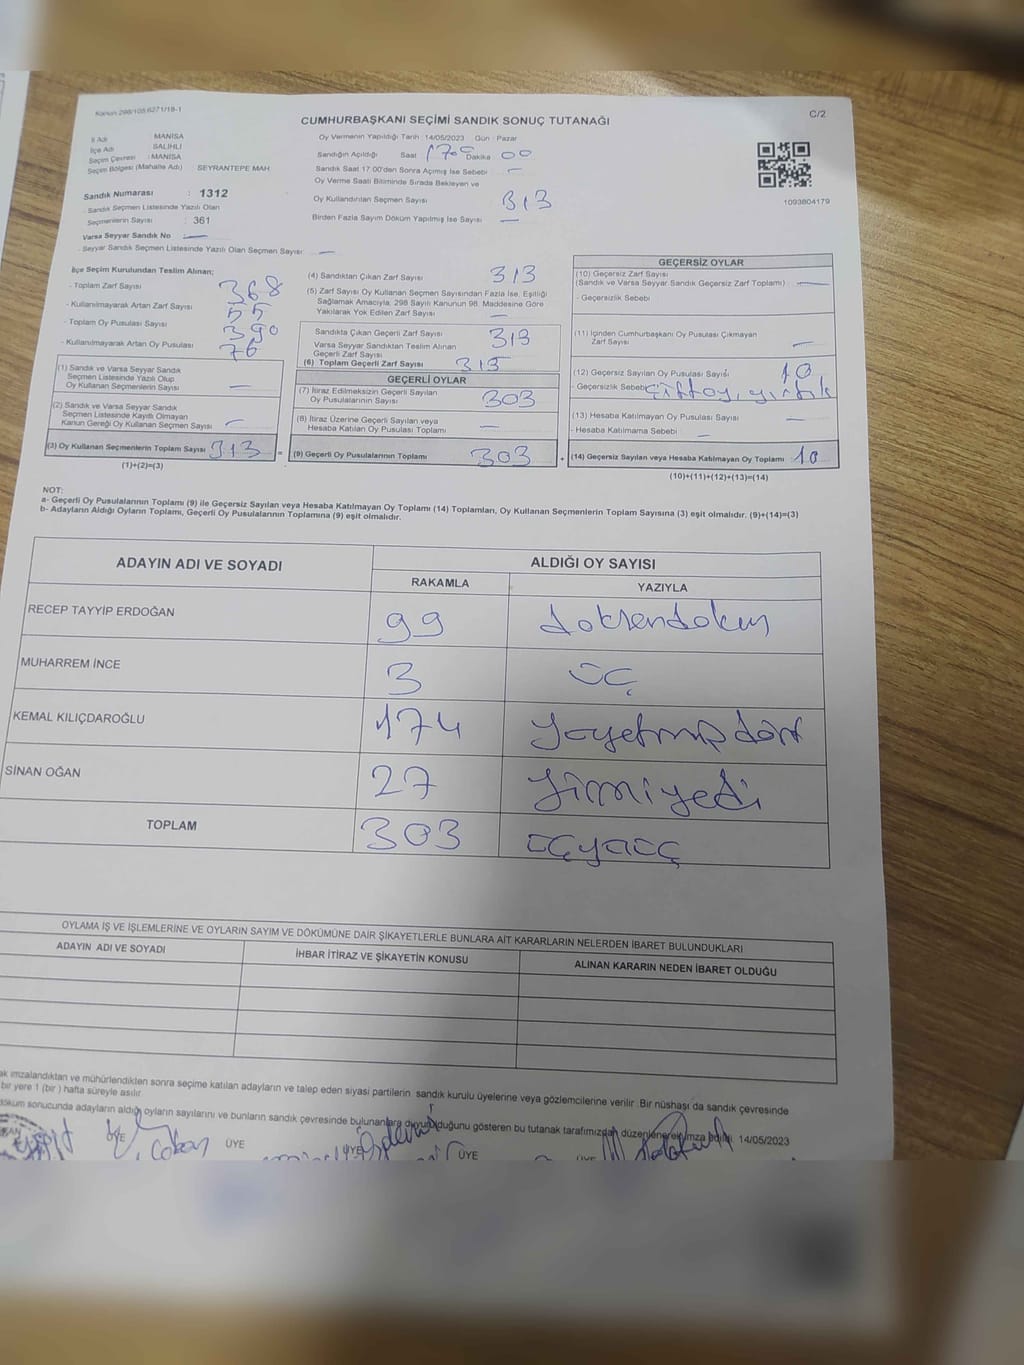 Kanun 298/105,6271/18-1
C/2
CUMHURBAŞKANI SEÇİMİ SANDIK SONUÇ TUTANAĞI
İl Adı : MANİSA
İlçe Adı : SALİHLİ
Seçim Çevresi : MANİSA
Seçim Bölgesi (Mahalle Adı) : SEYRANTEPE MAH
Sandık Numarası : 1312
Sandık Seçmen Listesinde Yazılı Olan
Seçmenlerin Sayısı : 361
Varsa Seyyar Sandık No —
Seyyar Sandık Seçmen Listesinde Yazılı Olan Seçmen Sayısı: —
Oy Vermenin Yapıldığı Tarih : 14/05/2023 Gün : Pazar
Sandığın Açıldığı Saat 17:00 Dakika 00
Sandık Saat 17:00'den Sonra Açılmış İse Sebebi —
Oy Verme Saati Bitiminde Sırada Bekleyen ve
Oy Kullandırılan Seçmen Sayısı 313
Birden Fazla Sayım Döküm Yapılmış İse Sayısı —
1093804179
İlçe Seçim Kurulundan Teslim Alınan;
- Toplam Zarf Sayısı 368
- Kullanılmayarak Artan Zarf Sayısı 55
- Toplam Oy Pusulası Sayısı 390
- Kullanılmayarak Artan Oy Pusulası 76
(1) Sandık ve Varsa Seyyar Sandık
Seçmen Listesinde Yazılı Olup
Oy Kullanan Seçmenlerin Sayısı —
(2) Sandık ve Varsa Seyyar Sandık
Seçmen Listesinde Kayıtlı Olmayan
Kanun Gereği Oy Kullanan Seçmen Sayısı —
(3) Oy Kullanan Seçmenlerin Toplam Sayısı 313
(1)+(2)=(3)
(4) Sandıktan Çıkan Zarf Sayısı 313
(5) Zarf Sayısı Oy Kullanan Seçmen Sayısından Fazla İse, Eşitliği
Sağlamak Amacıyla; 298 Sayılı Kanunun 98. Maddesine Göre
Yakılarak Yok Edilen Zarf Sayısı —
Sandıkta Çıkan Geçerli Zarf Sayısı 313
Varsa Seyyar Sandıktan Teslim Alınan
Geçerli Zarf Sayısı
(6) Toplam Geçerli Zarf Sayısı 313
GEÇERLİ OYLAR
(7) İtiraz Edilmeksizin Geçerli Sayılan
Oy Pusulalarının Sayısı 303
(8) İtiraz Üzerine Geçerli Sayılan veya
Hesaba Katılan Oy Pusulası Toplamı —
(9) Geçerli Oy Pusulalarının Toplamı 303
GEÇERSİZ OYLAR
(10) Geçersiz Zarf Sayısı
(Sandık ve Varsa Seyyar Sandık Geçersiz Zarf Toplamı) —
- Geçersizlik Sebebi
(11) İçinden Cumhurbaşkanı Oy Pusulası Çıkmayan
Zarf Sayısı —
(12) Geçersiz Sayılan Oy Pusulası Sayısı 10
- Geçersizlik Sebebi çift oy, yırtık
(13) Hesaba Katılmayan Oy Pusulası Sayısı —
- Hesaba Katılmama Sebebi —
(14) Geçersiz Sayılan veya Hesaba Katılmayan Oy Toplamı 10
(10)+(11)+(12)+(13)=(14)
NOT:
a- Geçerli Oy Pusulalarının Toplamı (9) ile Geçersiz Sayılan veya Hesaba Katılmayan Oy Toplamı (14) Toplamları, Oy Kullanan Seçmenlerin Toplam Sayısına (3) eşit olmalıdır. (9)+(14)=(3)
b- Adayların Aldığı Oyların Toplamı, Geçerli Oy Pusulalarının Toplamına (9) eşit olmalıdır.
ADAYIN ADI VE SOYADI ALDIĞI OY SAYISI
RAKAMLA YAZIYLA
RECEP TAYYİP ERDOĞAN 99 doksandokuz
MUHARREM İNCE 3 üç
KEMAL KILIÇDAROĞLU 174 yüzyetmişdört
SİNAN OĞAN 27 yirmiyedi
TOPLAM 303 üçyüzüç
OYLAMA İŞ VE İŞLEMLERİNE VE OYLARIN SAYIM VE DÖKÜMÜNE DAİR ŞİKAYETLERLE BUNLARA AİT KARARLARIN NELERDEN İBARET BULUNDUKLARI
ADAYIN ADI VE SOYADI İHBAR İTİRAZ VE ŞİKAYETİN KONUSU ALINAN KARARIN NEDEN İBARET OLDUĞU
ak imzalandıktan ve mühürlendikten sonra seçime katılan adayların ve talep eden siyasi partilerin sandık kurulu üyelerine veya gözlemcilerine verilir. Bir nüshası da sandık çevresinde
bir yere 1 (bir) hafta süreyle asılır
döküm sonucunda adayların aldığı oyların sayılarını ve bunların sandık çevresinde bulunanlara duyurulduğunu gösteren bu tutanak tarafımızdan düzenlenerek imza edildi. 14/05/2023
ÜYE Çoban ÜYE ÜYE ÜYE ÜYE